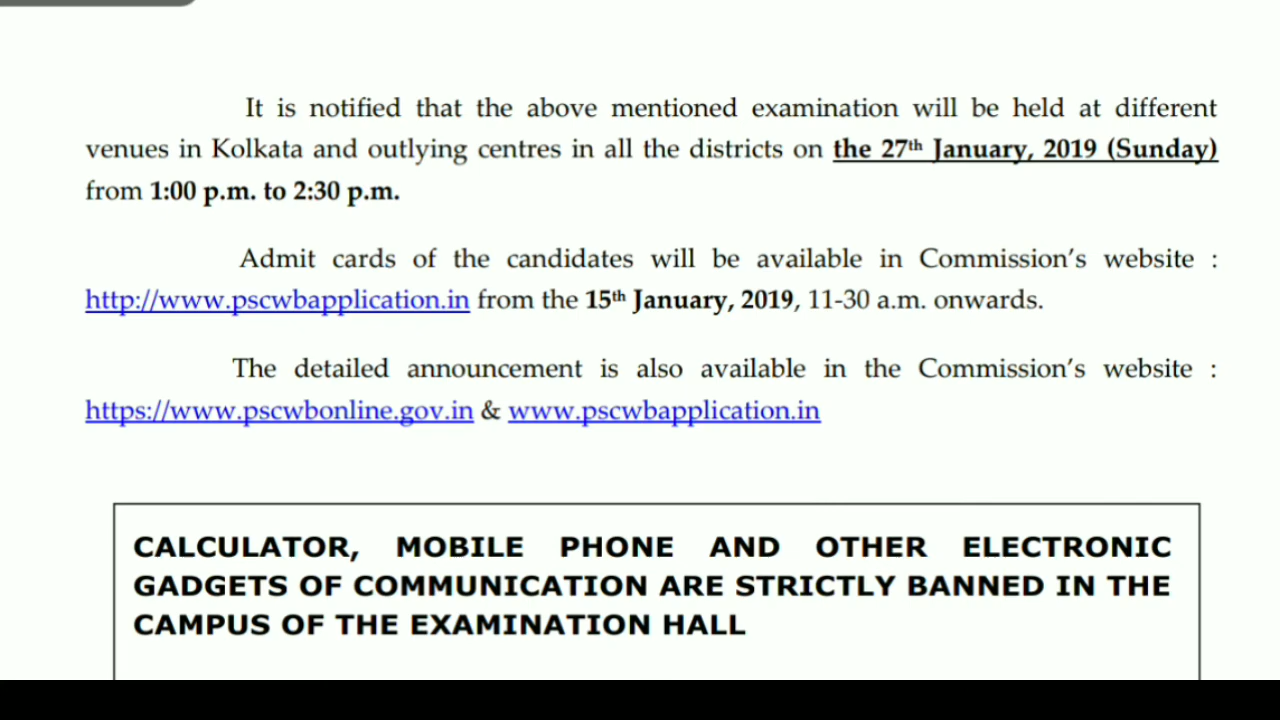 It is notified that the above mentioned examination will be held at different
venues in Kolkata and outlying centres in all the districts on the 27th January, 2019 (Sunday)
from 1:00 p.m. to 2:30 p.m.
Admit cards of the candidates will be available in Commission's website :
http://www.pscwbapplication.in from the 15th January, 2019, 11-30 a.m. onwards.
The detailed announcement is also available in the Commission's website :
https://www.pscwbonline.gov.in & www.pscwbapplication.in
CALCULATOR, MOBILE PHONE AND OTHER ELECTRONIC
GADGETS OF COMMUNICATION ARE STRICTLY BANNED IN THE
CAMPUS OF THE EXAMINATION HALL